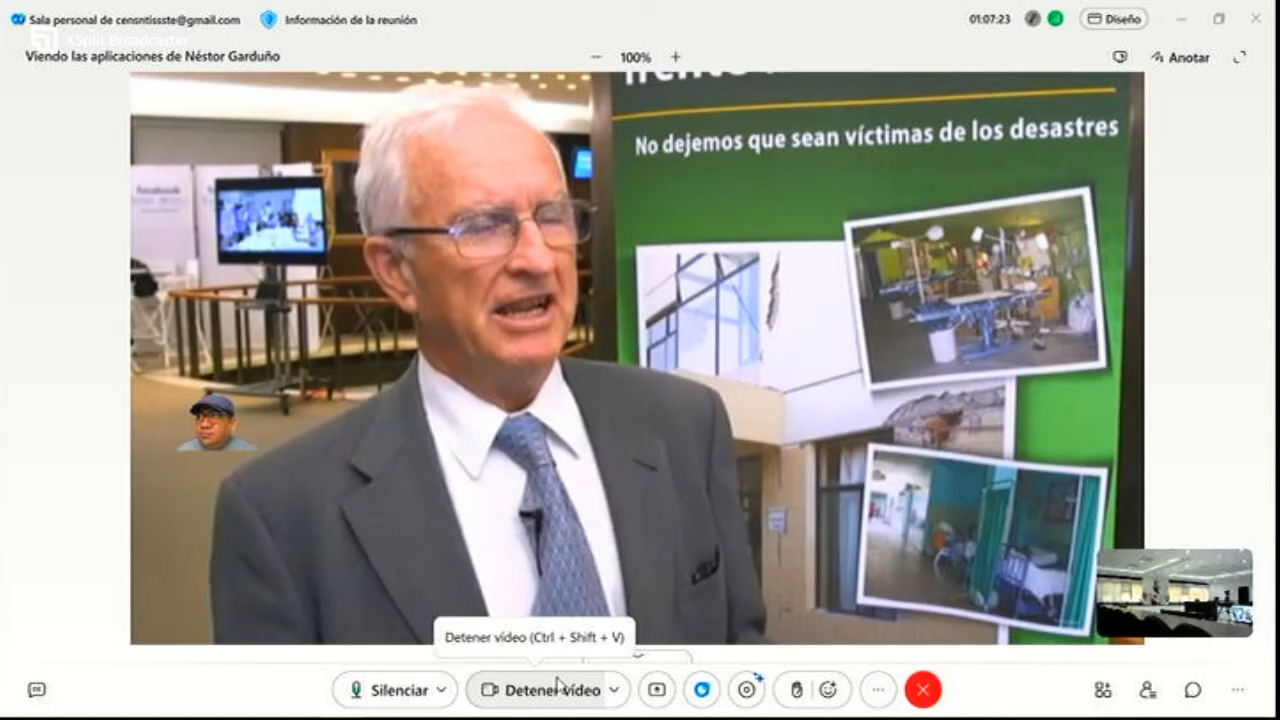 Sala personal de censntissste@gmail.com
Información de la reunión
01:07:23
Diseño
XSplit Broadcaster
Viendo las aplicaciones de Néstor Garduño
100%
Anotar
No dejemos que sean víctimas de los desastres
facebook
Detener vídeo (Ctrl + Shift + V)
Silenciar
Detener vídeo